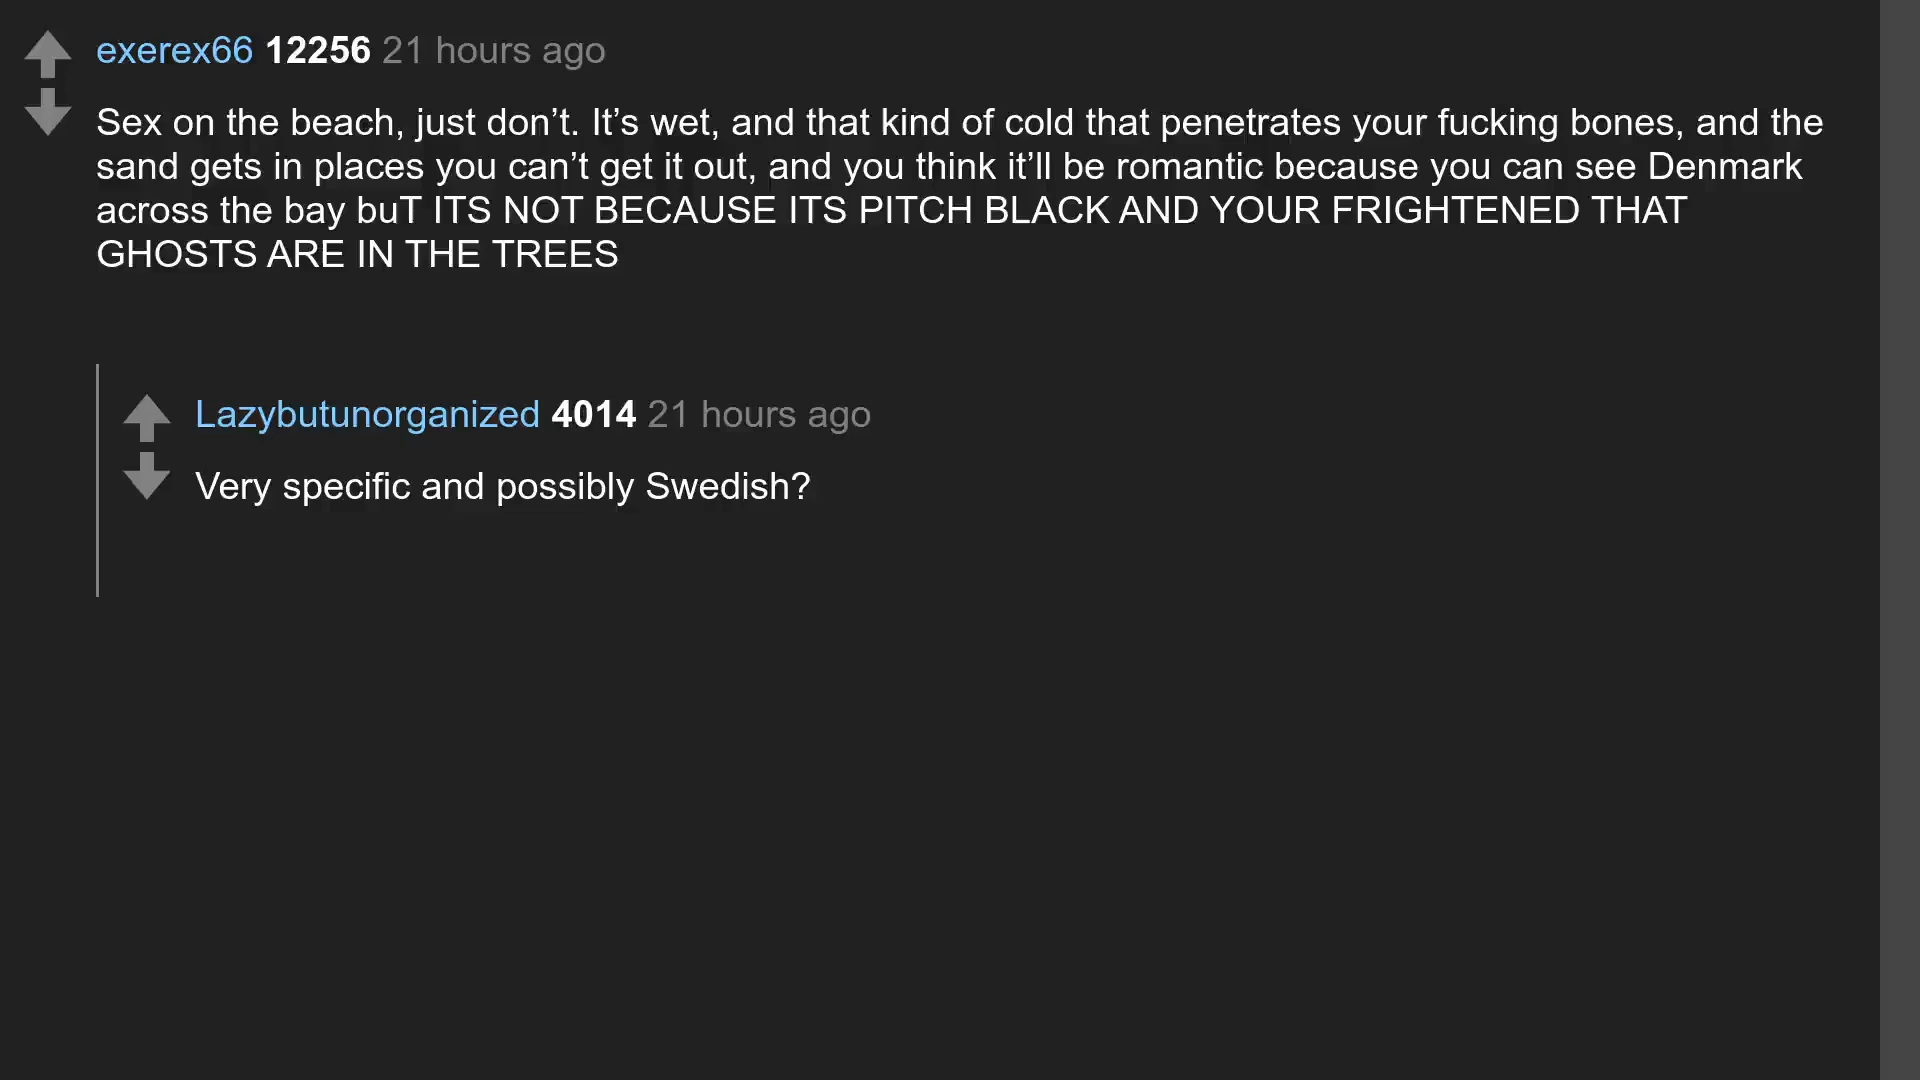 exerex66 12256 21 hours ago
Sex on the beach, just don’t. It’s wet, and that kind of cold that penetrates your fucking bones, and the
sand gets in places you can’t get it out, and you think it’ll be romantic because you can see Denmark
across the bay buT ITS NOT BECAUSE ITS PITCH BLACK AND YOUR FRIGHTENED THAT
GHOSTS ARE IN THE TREES
Lazybutunorganized 4014 21 hours ago
Very specific and possibly Swedish?